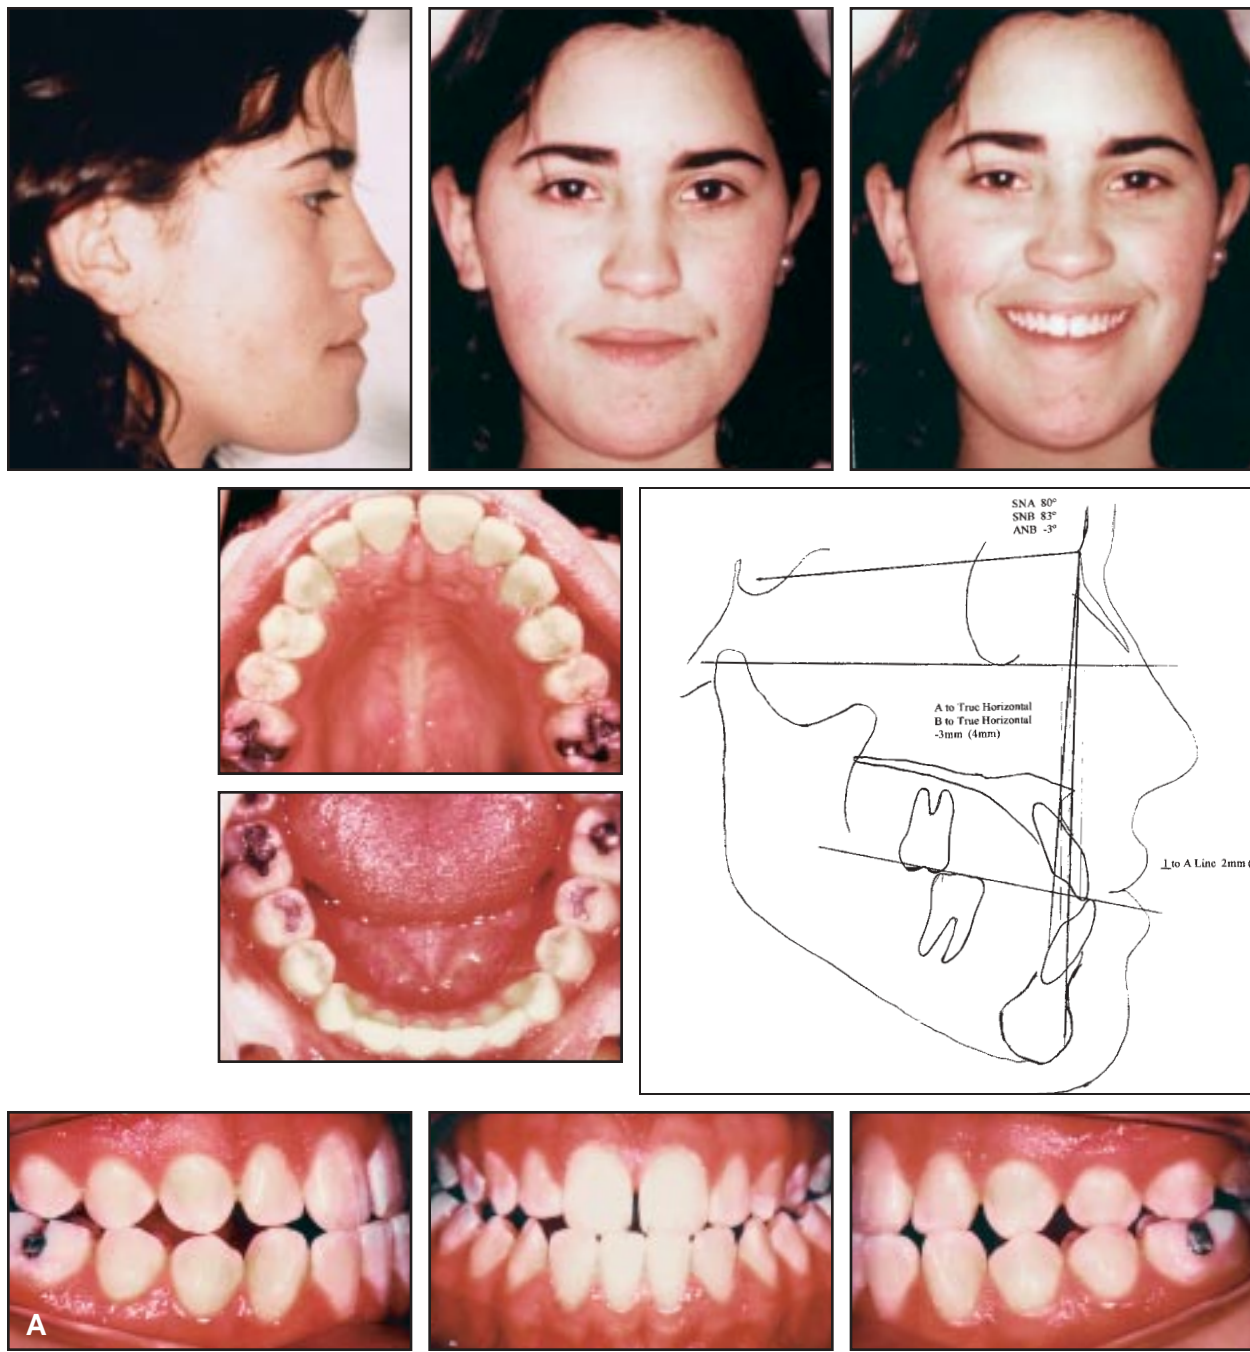 SNA 80°
SNB 83°
ANB -3°
A to True Horizontal
B to True Horizontal
-3mm (4mm)
1 to A Line 2mm (
A